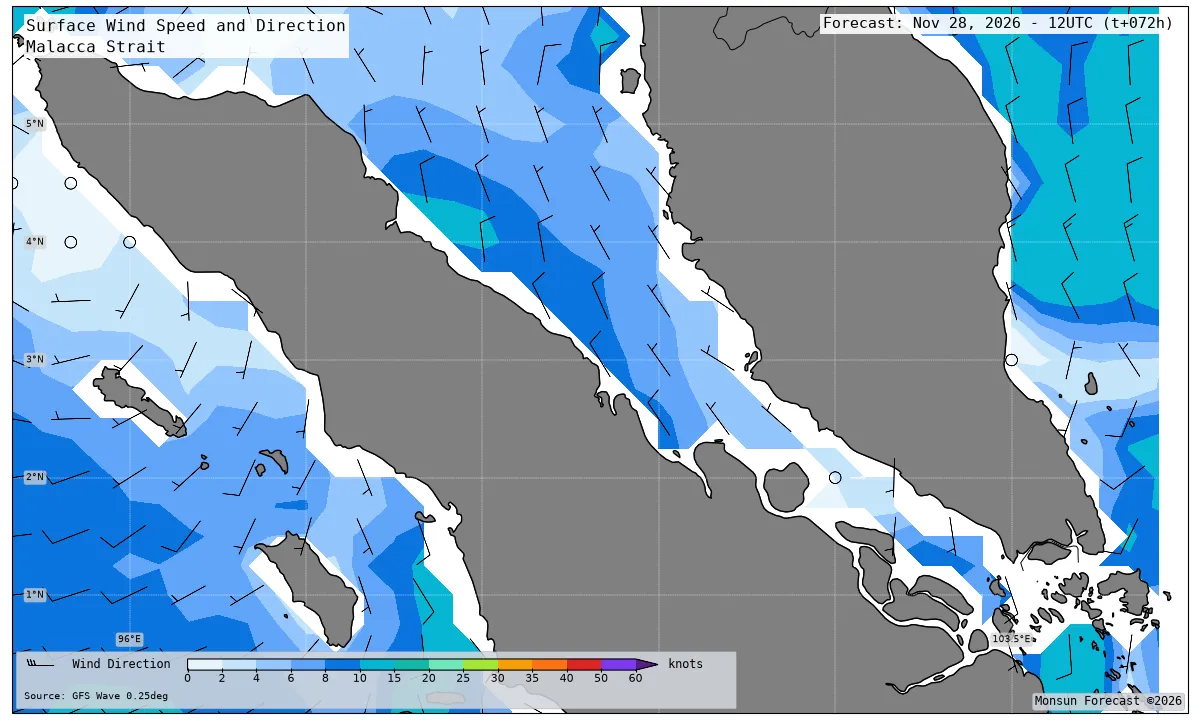 Surface Wind Speed and Direction
Malacca Strait
Forecast: Nov 28, 2026 - 12UTC (t+072h)
5°N
4°N
3°N
2°N
1°N
96°E
103.5°E
Wind Direction
0 2 4 6 8 10 15 20 25 30 35 40 50 60
knots
Source: GFS Wave 0.25deg
Monsun Forecast ©2026